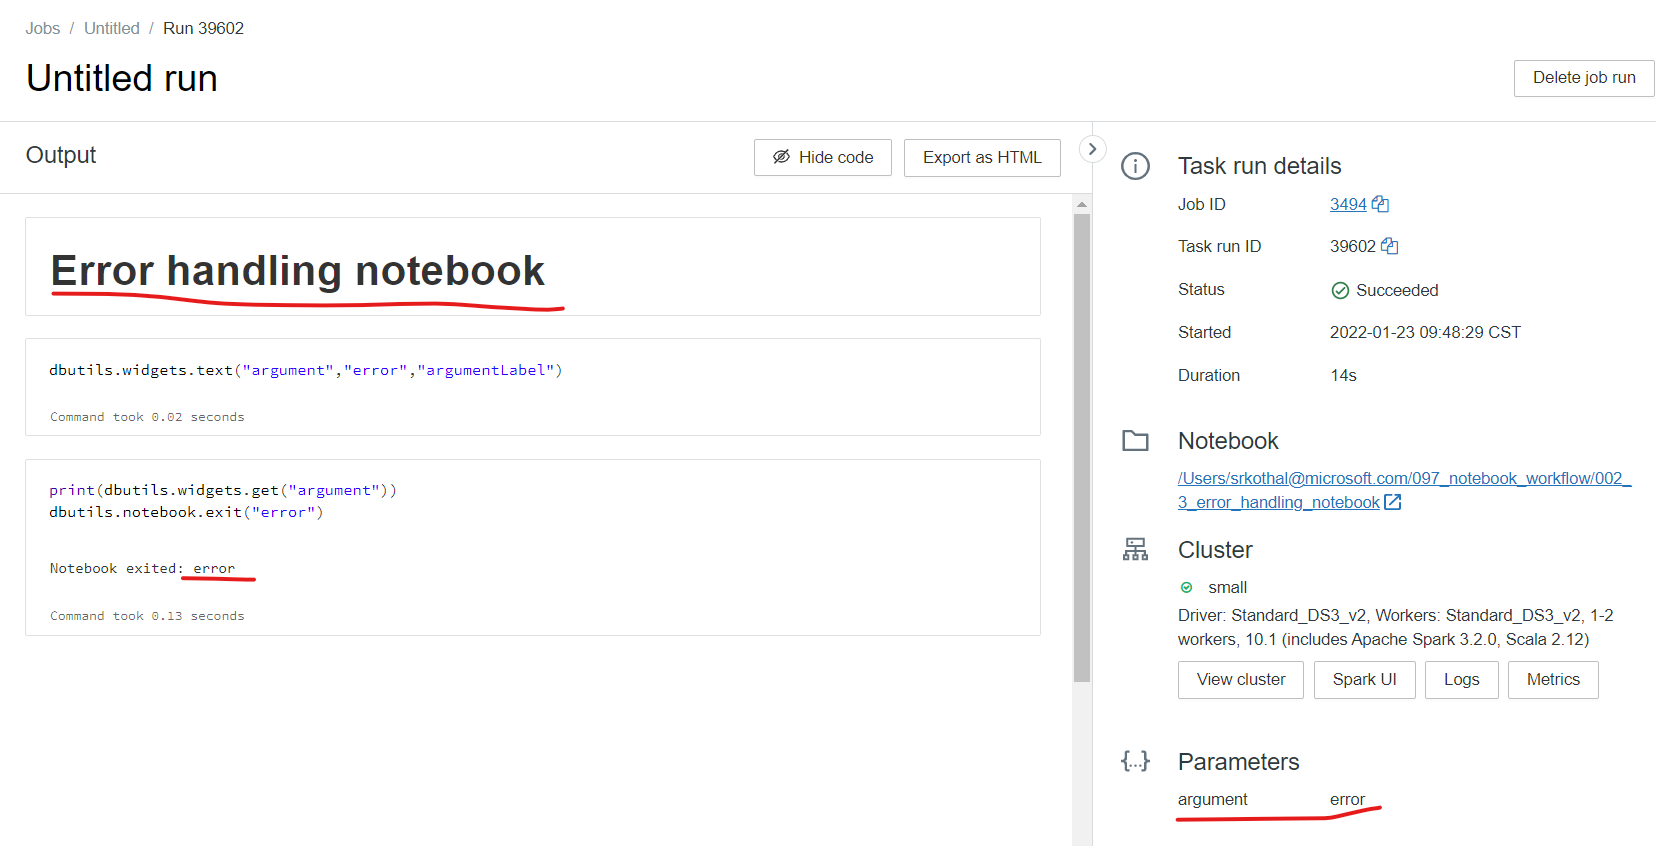 Jobs / Untitled / Run 39602
Untitled run
Delete job run
Output
Hide code
Export as HTML
Error handling notebook
dbutils.widgets.text("argument","error","argumentLabel")
Command took 0.02 seconds
print(dbutils.widgets.get("argument"))
dbutils.notebook.exit("error")
Notebook exited: error
Command took 0.13 seconds
Task run details
Job ID 3494
Task run ID 39602
Status Succeeded
Started 2022-01-23 09:48:29 CST
Duration 14s
Notebook
/Users/srkothal@microsoft.com/097_notebook_workflow/002_
3_error_handling_notebook
Cluster
small
Driver: Standard_DS3_v2, Workers: Standard_DS3_v2, 1-2
workers, 10.1 (includes Apache Spark 3.2.0, Scala 2.12)
View cluster
Spark UI
Logs
Metrics
{...} Parameters
argument error